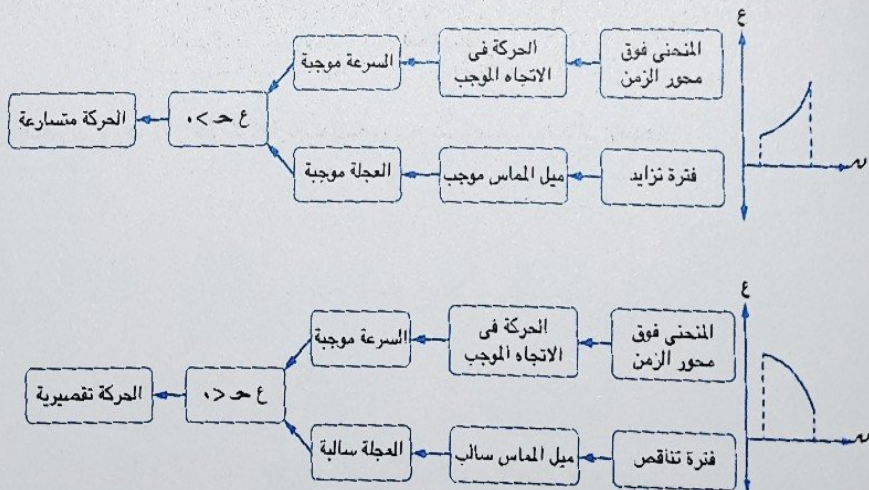 ع
المنحنى فوق
محور الزمن
الحركة فى
الاتجاه الموجب
السرعة موجبة
ع حـ > ٠
الحركة متسارعة
فترة تزايد
ميل المماس موجب
العجلة موجبة
ن
ع
المنحنى فوق
محور الزمن
الحركة فى
الاتجاه الموجب
السرعة موجبة
ع حـ < ٠
الحركة تقصيرية
فترة تناقص
ميل المماس سالب
العجلة سالبة
ن